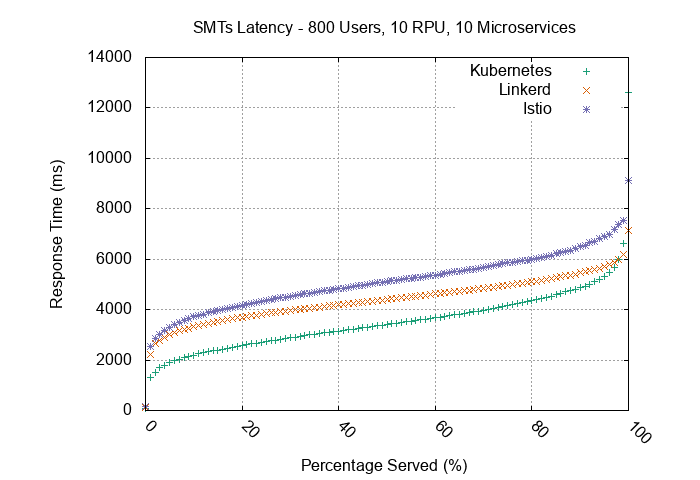 SMTs Latency - 800 Users, 10 RPU, 10 Microservices
14000
12000
10000
8000
6000
4000
2000
0
Response Time (ms)
Kubernetes
Linkerd
Istio
0
20
40
60
80
100
Percentage Served (%)